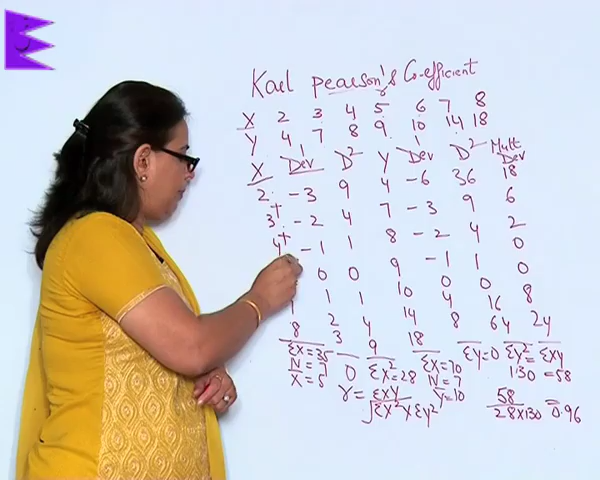 Karl pearson's Co-efficient
X 2 3 4 5 6 7 8
Y 4 7 8 9 10 14 18
X Dev D² Y Dev D² Mult Dev
2 -3 9 4 -6 36 18
3 -2 4 7 -3 9 6
4 -1 1 8 -2 4 2
0 0 9 -1 1 0
1 1 10 0 0 0
2 4 14 4 16 8
8 3 9 18 8 64 24
ΣX=35 0 Σx²=28 ΣX=70 Σy=0 Σy²=130 Σxy=58
N=7 N=7
X=5 Y=10
γ = ΣXY / √Σx² x Σy²
58 / 28x130 = 0.96